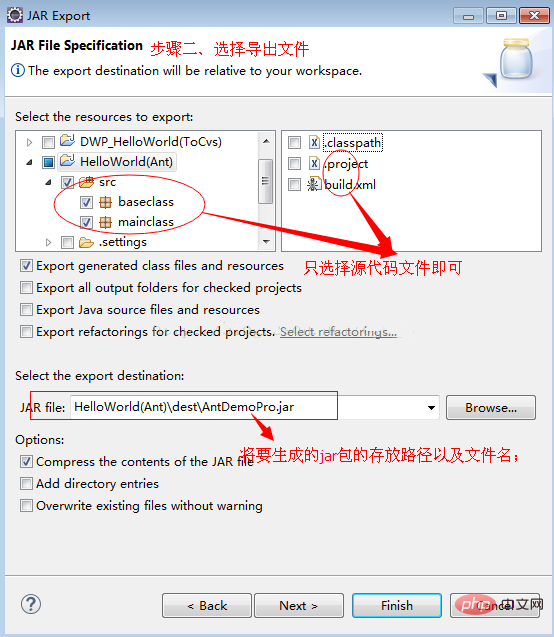 JAR Export
JAR File Specification 步骤二、选择导出文件
The export destination will be relative to your workspace.
Select the resources to export:
DWP_HelloWorld(ToCvs)
HelloWorld(Ant)
src
baseclass
mainclass
.settings
.classpath
.project
build.xml
只选择源代码文件即可
Export generated class files and resources
Export all output folders for checked projects
Export Java source files and resources
Export refactorings for checked projects. Select refactorings...
Select the export destination:
JAR file: HelloWorld(Ant)\dest\AntDemoPro.jar Browse...
Options:
将要生成的jar包的存放路径以及文件名；
Compress the contents of the JAR file
Add directory entries
Overwrite existing files without warning
? < Back Next > Finish Cancel
php 中文网